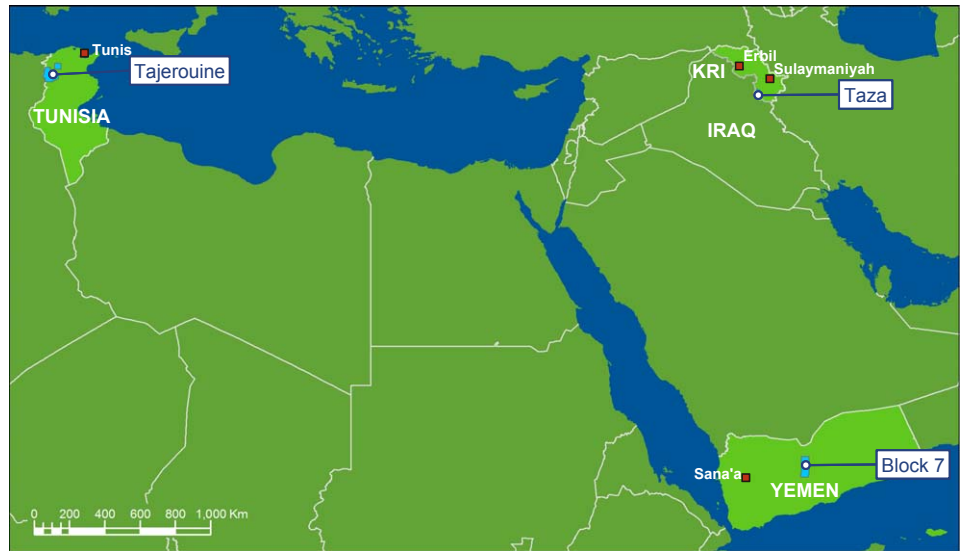 Tunis
Tajerouine
TUNISIA
Erbil
KRI
Sulaymaniyah
Taza
IRAQ
Sana'a
Block 7
YEMEN
0 200 400 600 800 1,000 Km